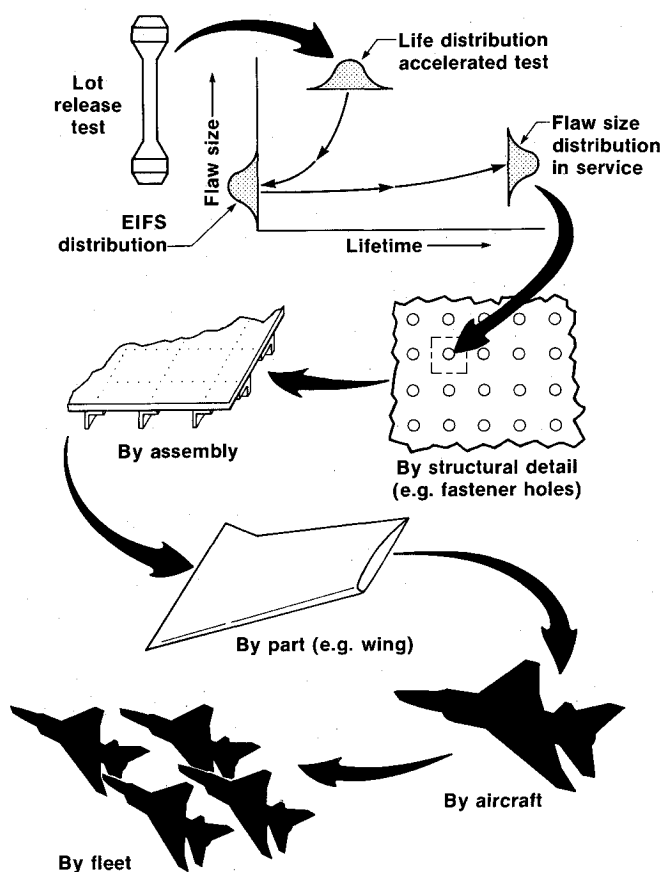 Lot
release
test
Life distribution
accelerated test
Flaw size
Flaw size
distribution
in service
EIFS
distribution
Lifetime
By assembly
By structural detail
(e.g. fastener holes)
By part (e.g. wing)
By aircraft
By fleet